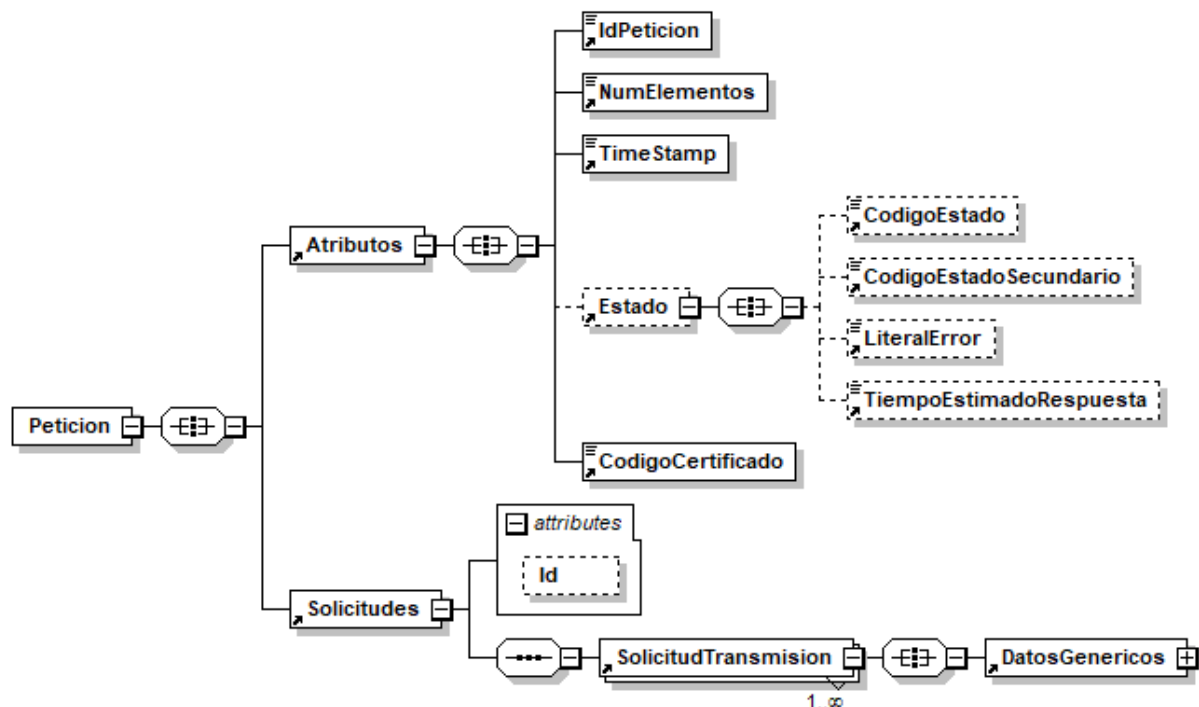 IdPeticion
NumElementos
TimeStamp
CodigoEstado
Atributos
CodigoEstadoSecundario
Estado
LiteralError
TiempoEstimadoRespuesta
Peticion
CodigoCertificado
attributes
Id
Solicitudes
SolicitudTransmision
DatosGenericos
1..∞